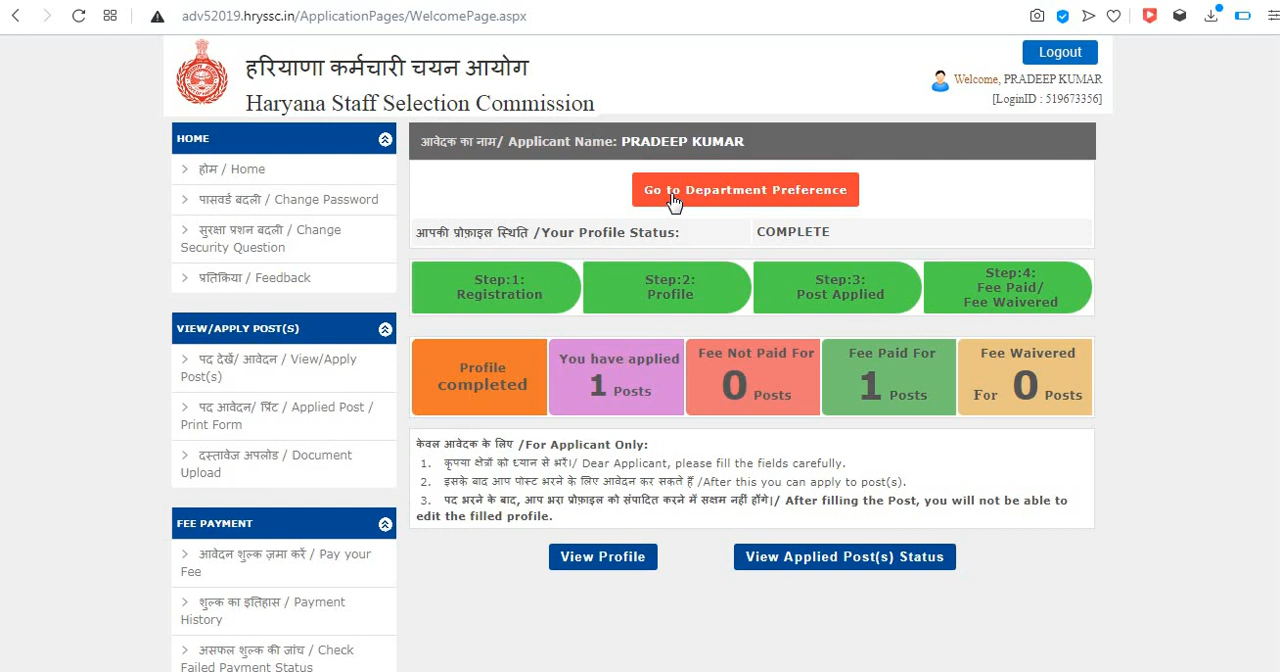 adv52019.hryssc.in/ApplicationPages/WelcomePage.aspx
हरियाणा कर्मचारी चयन आयोग
Haryana Staff Selection Commission
Logout
Welcome, PRADEEP KUMAR
[LoginID : 519673356]
HOME
होम / Home
पासवर्ड बदली / Change Password
सुरक्षा प्रशन बदली / Change
Security Question
प्रतिक्रिया / Feedback
VIEW/APPLY POST(S)
पद देखें/ आवेदन / View/Apply
Post(s)
पद आवेदन/ प्रिंट / Applied Post /
Print Form
दस्तावेज अपलोड / Document
Upload
FEE PAYMENT
आवेदन शुल्क ज़मा करें / Pay your
Fee
शुल्क का इतिहास / Payment
History
असफल शुल्क की जांच / Check
Failed Payment Status
आवेदक का नाम/ Applicant Name: PRADEEP KUMAR
Go to Department Preference
आपकी प्रोफ़ाइल स्थिति /Your Profile Status:
COMPLETE
Step:1:
Registration
Step:2:
Profile
Step:3:
Post Applied
Step:4:
Fee Paid/
Fee Waivered
Profile
completed
You have applied
1 Posts
Fee Not Paid For
0 Posts
Fee Paid For
1 Posts
Fee Waivered
For 0 Posts
केवल आवेदक के लिए /For Applicant Only:
1. कृपया क्षेत्रों को ध्यान से भरें।/ Dear Applicant, please fill the fields carefully.
2. इसके बाद आप पोस्ट भरने के लिए आवेदन कर सकते हैं /After this you can apply to post(s).
3. पद भरने के बाद, आप भरा प्रोफ़ाइल को संपादित करने में सक्षम नहीं होंगे।/ After filling the Post, you will not be able to
edit the filled profile.
View Profile
View Applied Post(s) Status